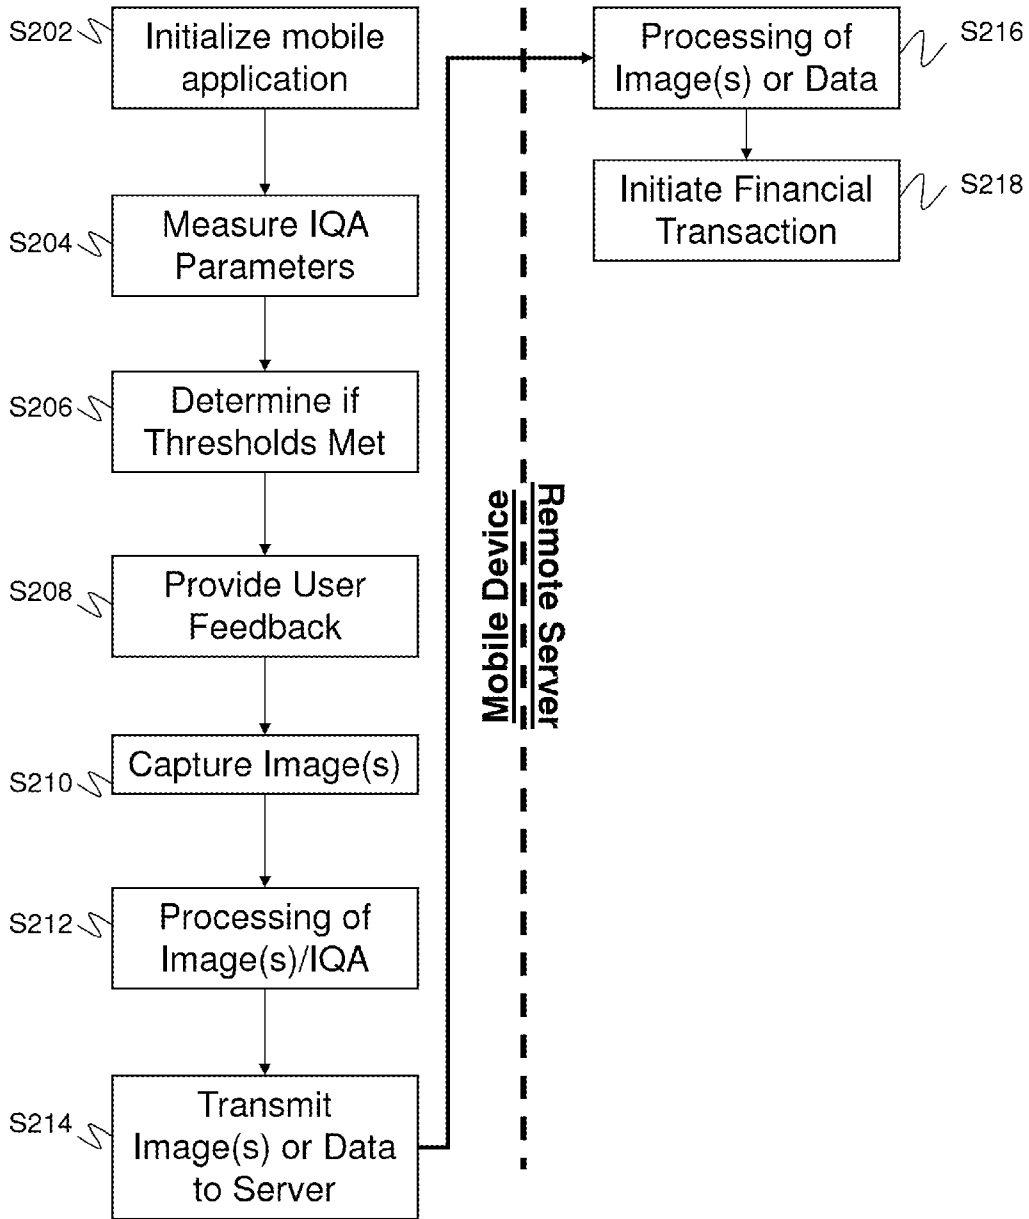 S202
Initialize mobile
application
S204
Measure IQA
Parameters
S206
Determine if
Thresholds Met
S208
Provide User
Feedback
S210
Capture Image(s)
S212
Processing of
Image(s)/IQA
S214
Transmit
Image(s) or Data
to Server
Mobile Device
Remote Server
Processing of
Image(s) or Data
S216
Initiate Financial
Transaction
S218